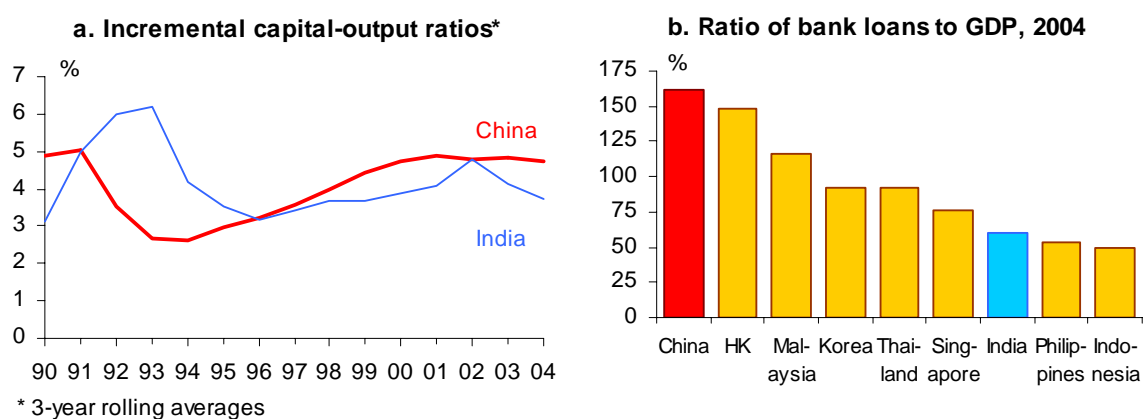 a. Incremental capital-output ratios*
%
7
6
5
4
3
2
1
0
China
India
90 91 92 93 94 95 96 97 98 99 00 01 02 03 04
* 3-year rolling averages
b. Ratio of bank loans to GDP, 2004
%
175
150
125
100
75
50
25
0
China HK Mal- Korea Thai- Sing- India Philip- Indo-
aysia land apore pines nesia